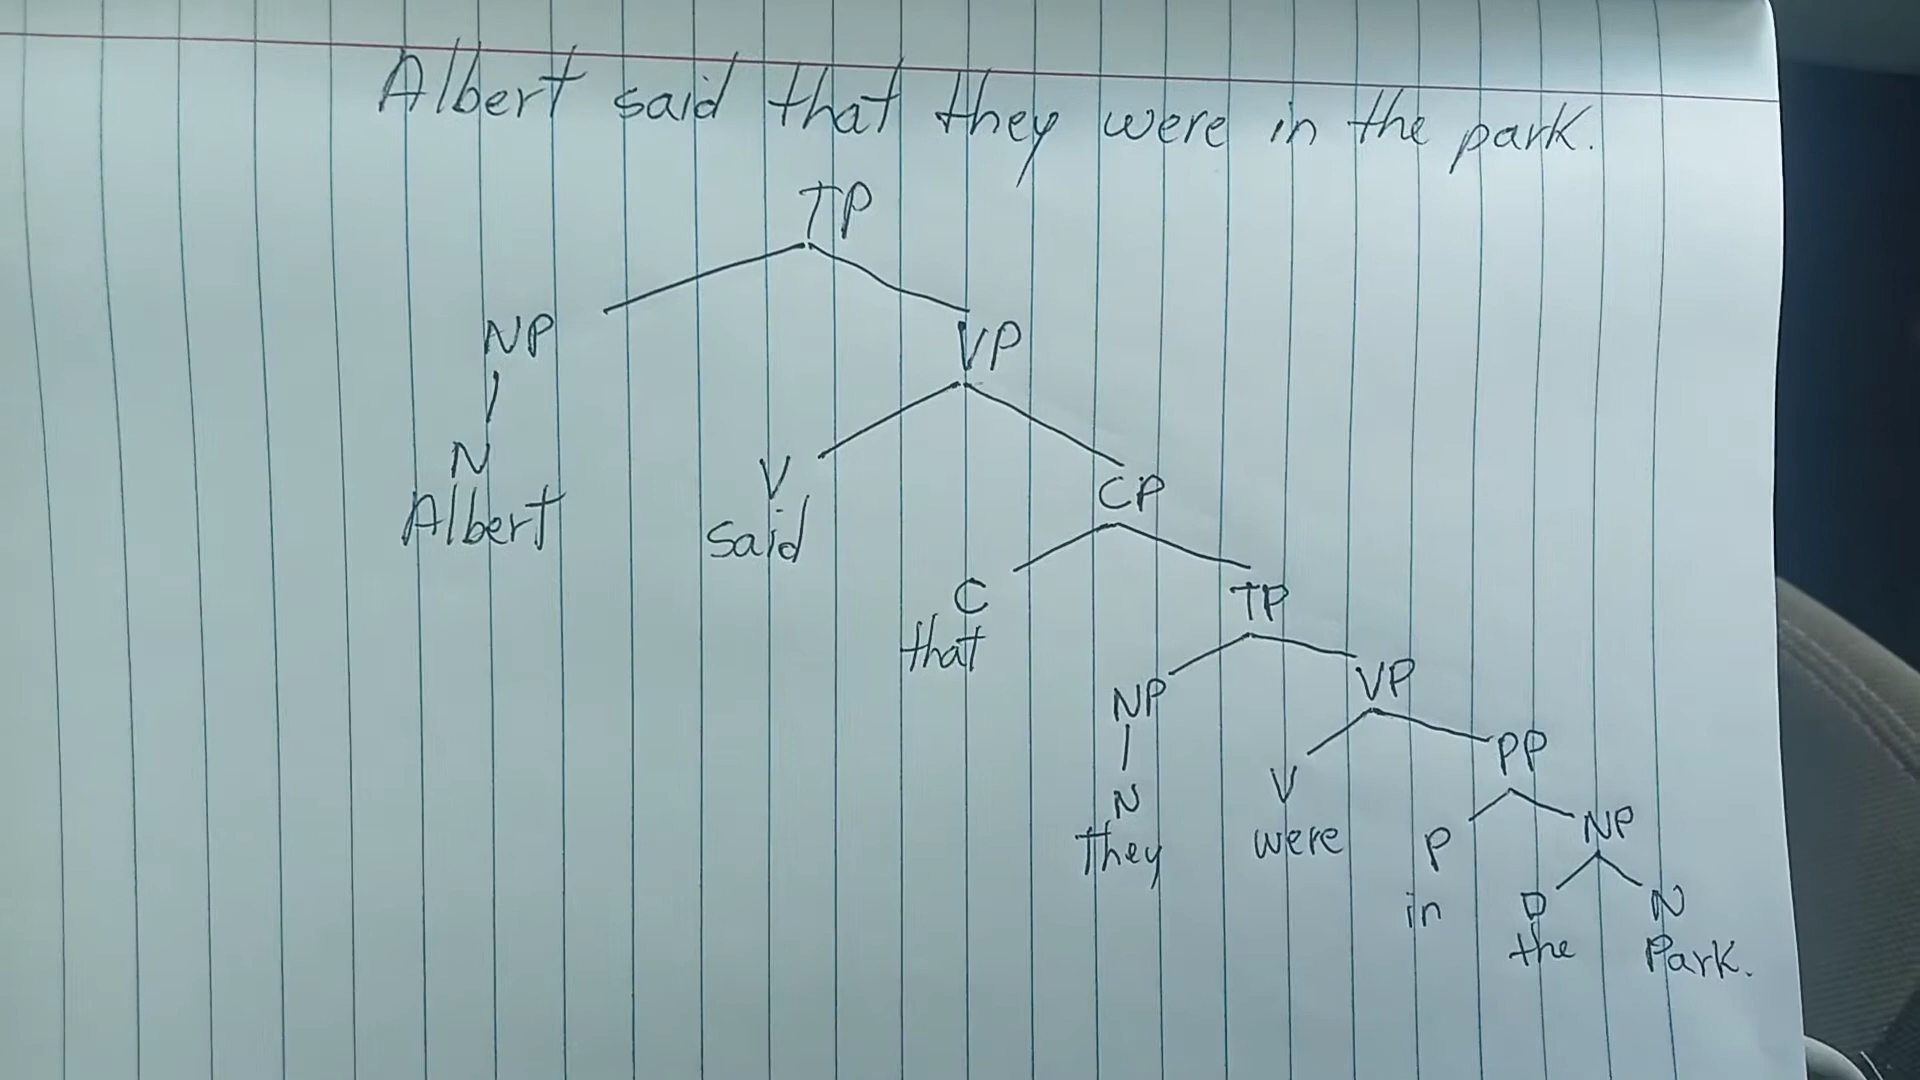 Albert said that they were in the park.
TP
NP VP
N V CP
Albert said
C TP
that
NP VP
N V PP
they were P NP
in D N
the Park.